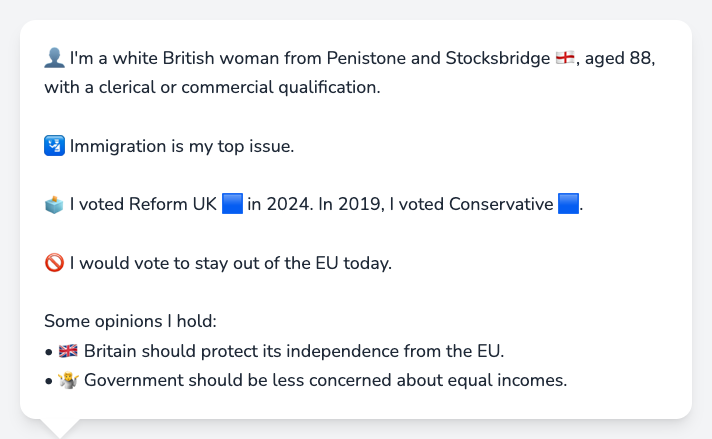 👤 I'm a white British woman from Penistone and Stocksbridge 🏴󠁧󠁢󠁥󠁮󠁧󠁿, aged 88,
with a clerical or commercial qualification.
🛂 Immigration is my top issue.
🗳️ I voted Reform UK 🟦 in 2024. In 2019, I voted Conservative 🟦.
🚫 I would vote to stay out of the EU today.
Some opinions I hold:
• 🇬🇧 Britain should protect its independence from the EU.
• 🤷 Government should be less concerned about equal incomes.